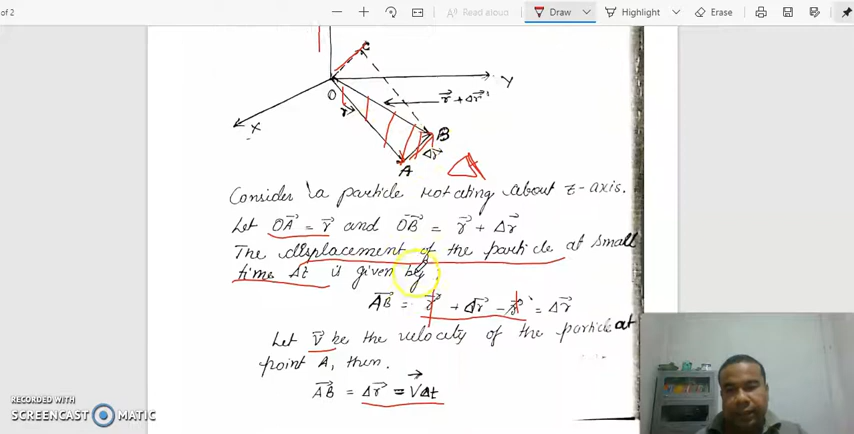 of 2
Read aloud
Draw
Highlight
Erase
C
Y
O
r⃗ + Δr⃗
r⃗
X
B
Δr⃗
A
Consider a particle rotating about z-axis.
Let OA⃗ = r⃗ and OB⃗ = r⃗ + Δr⃗
The displacement of the particle at small
time Δt is given by
AB⃗ = r⃗ + Δr⃗ - r⃗ = Δr⃗
Let V⃗ be the velocity of the particle at
point A, then.
AB⃗ = Δr⃗ = V⃗Δt
RECORDED WITH
SCREENCAST MATIC